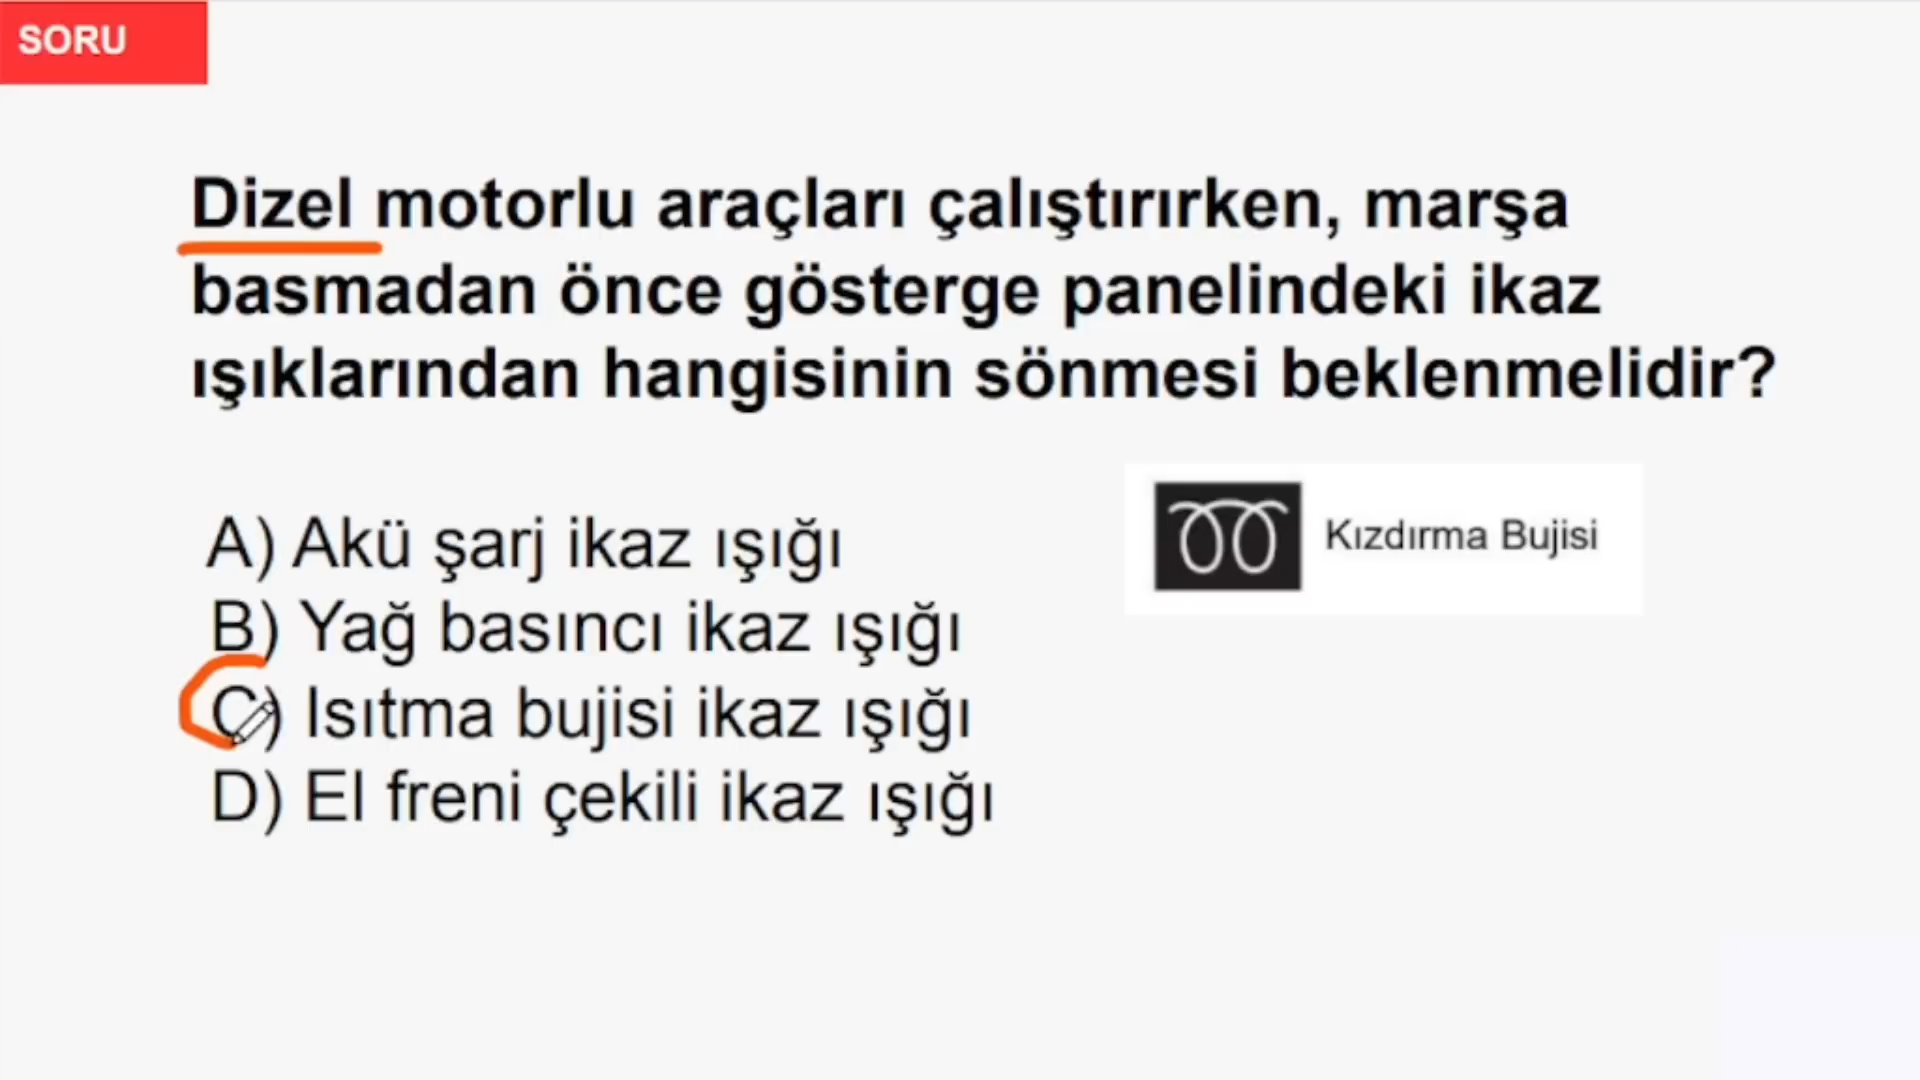 SORU
Dizel motorlu araçları çalıştırırken, marşa
basmadan önce gösterge panelindeki ikaz
ışıklarından hangisinin sönmesi beklenmelidir?
A) Akü şarj ikaz ışığı
Kızdırma Bujisi
B) Yağ basıncı ikaz ışığı
C) Isıtma bujisi ikaz ışığı
D) El freni çekili ikaz ışığı